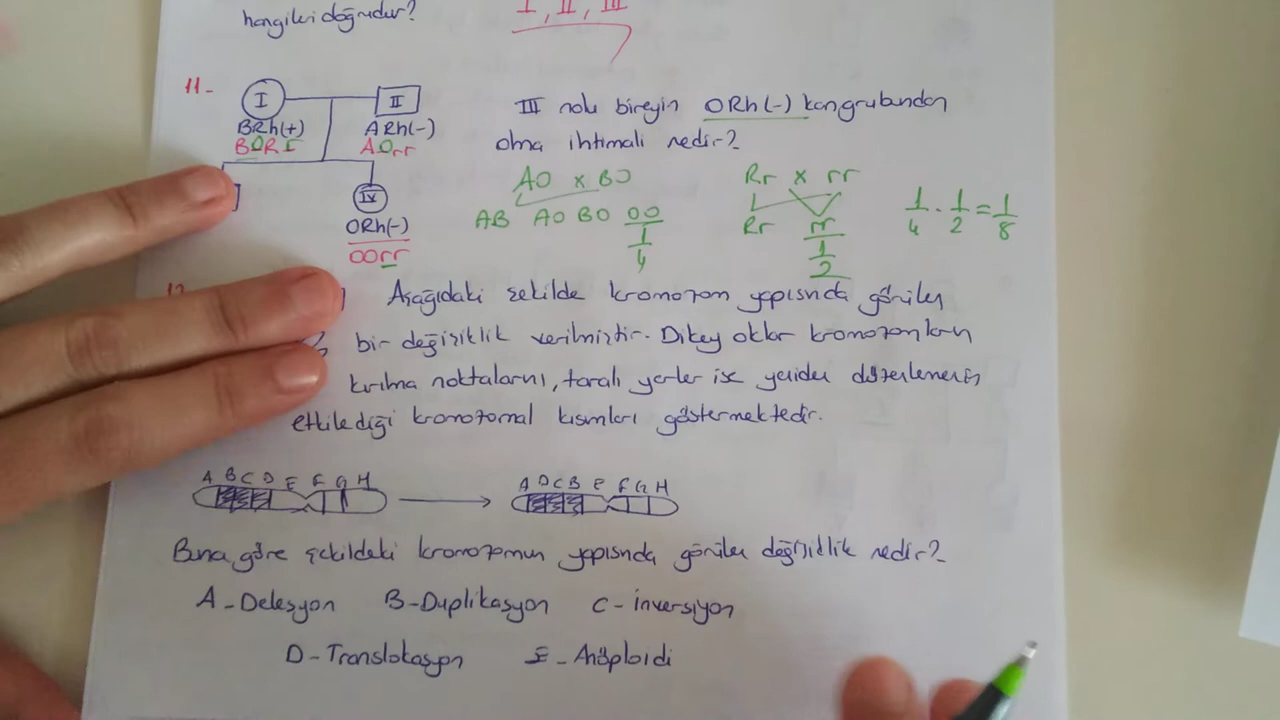 hangileri doğrudur?
I, II, III
11-
I
II
III nolu bireyin ORh(-) kangrubundan
BRh(+)
ARh(-)
olma ihtimali nedir?
BORr
AOrr
AO x BO
Rr x rr
IV
AB AO BO OO
Rr rr
1/4 . 1/2 = 1/8
ORh(-)
1/4
1/2
OOrr
Aşağıdaki şekilde kromozom yapısında görülen
bir değişiklik verilmiştir. Dikey oklar kromozomların
kırılma noktalarını, taralı yerler ise yeniden düzenlemenin
etkilediği kromozomal kısımları göstermektedir.
A B C D E F G H
A D C B E F G H
Buna göre şekildeki kromozomun yapısında görülen değişiklik nedir?
A-Delesyon B-Duplikasyon C-İnversiyon
D-Translokasyon E-Anöploidi